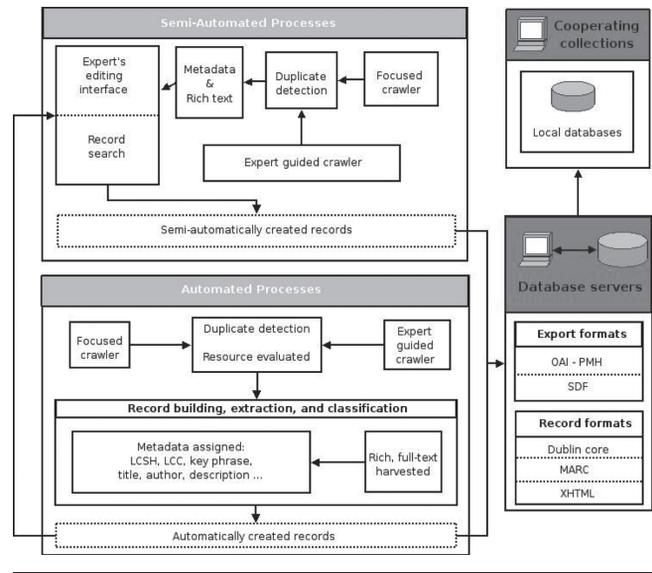 Semi-Automated Processes
Expert's
editing
interface
Record
search
Metadata
&
Rich text
Duplicate
detection
Focused
crawler
Expert guided crawler
Semi-automatically created records
Automated Processes
Focused
crawler
Duplicate detection
Resource evaluated
Expert
guided
crawler
Record building, extraction, and classification
Metadata assigned:
LCSH, LCC, key phrase,
title, author, description ...
Rich, full-text
harvested
Automatically created records
Cooperating
collections
Local databases
Database servers
Export formats
OAI - PMH
SDF
Record formats
Dublin core
MARC
XHTML